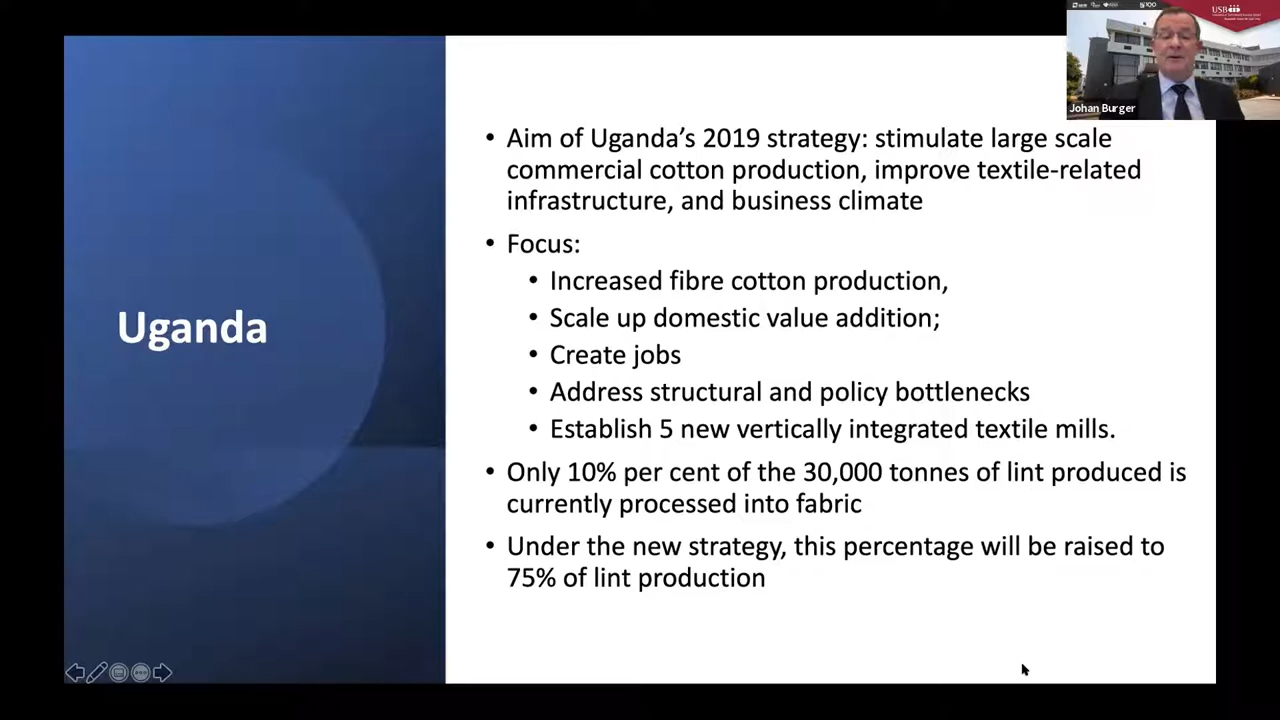 USB
Johan Burger
Uganda
• Aim of Uganda's 2019 strategy: stimulate large scale
commercial cotton production, improve textile-related
infrastructure, and business climate
• Focus:
• Increased fibre cotton production,
• Scale up domestic value addition;
• Create jobs
• Address structural and policy bottlenecks
• Establish 5 new vertically integrated textile mills.
• Only 10% per cent of the 30,000 tonnes of lint produced is
currently processed into fabric
• Under the new strategy, this percentage will be raised to
75% of lint production